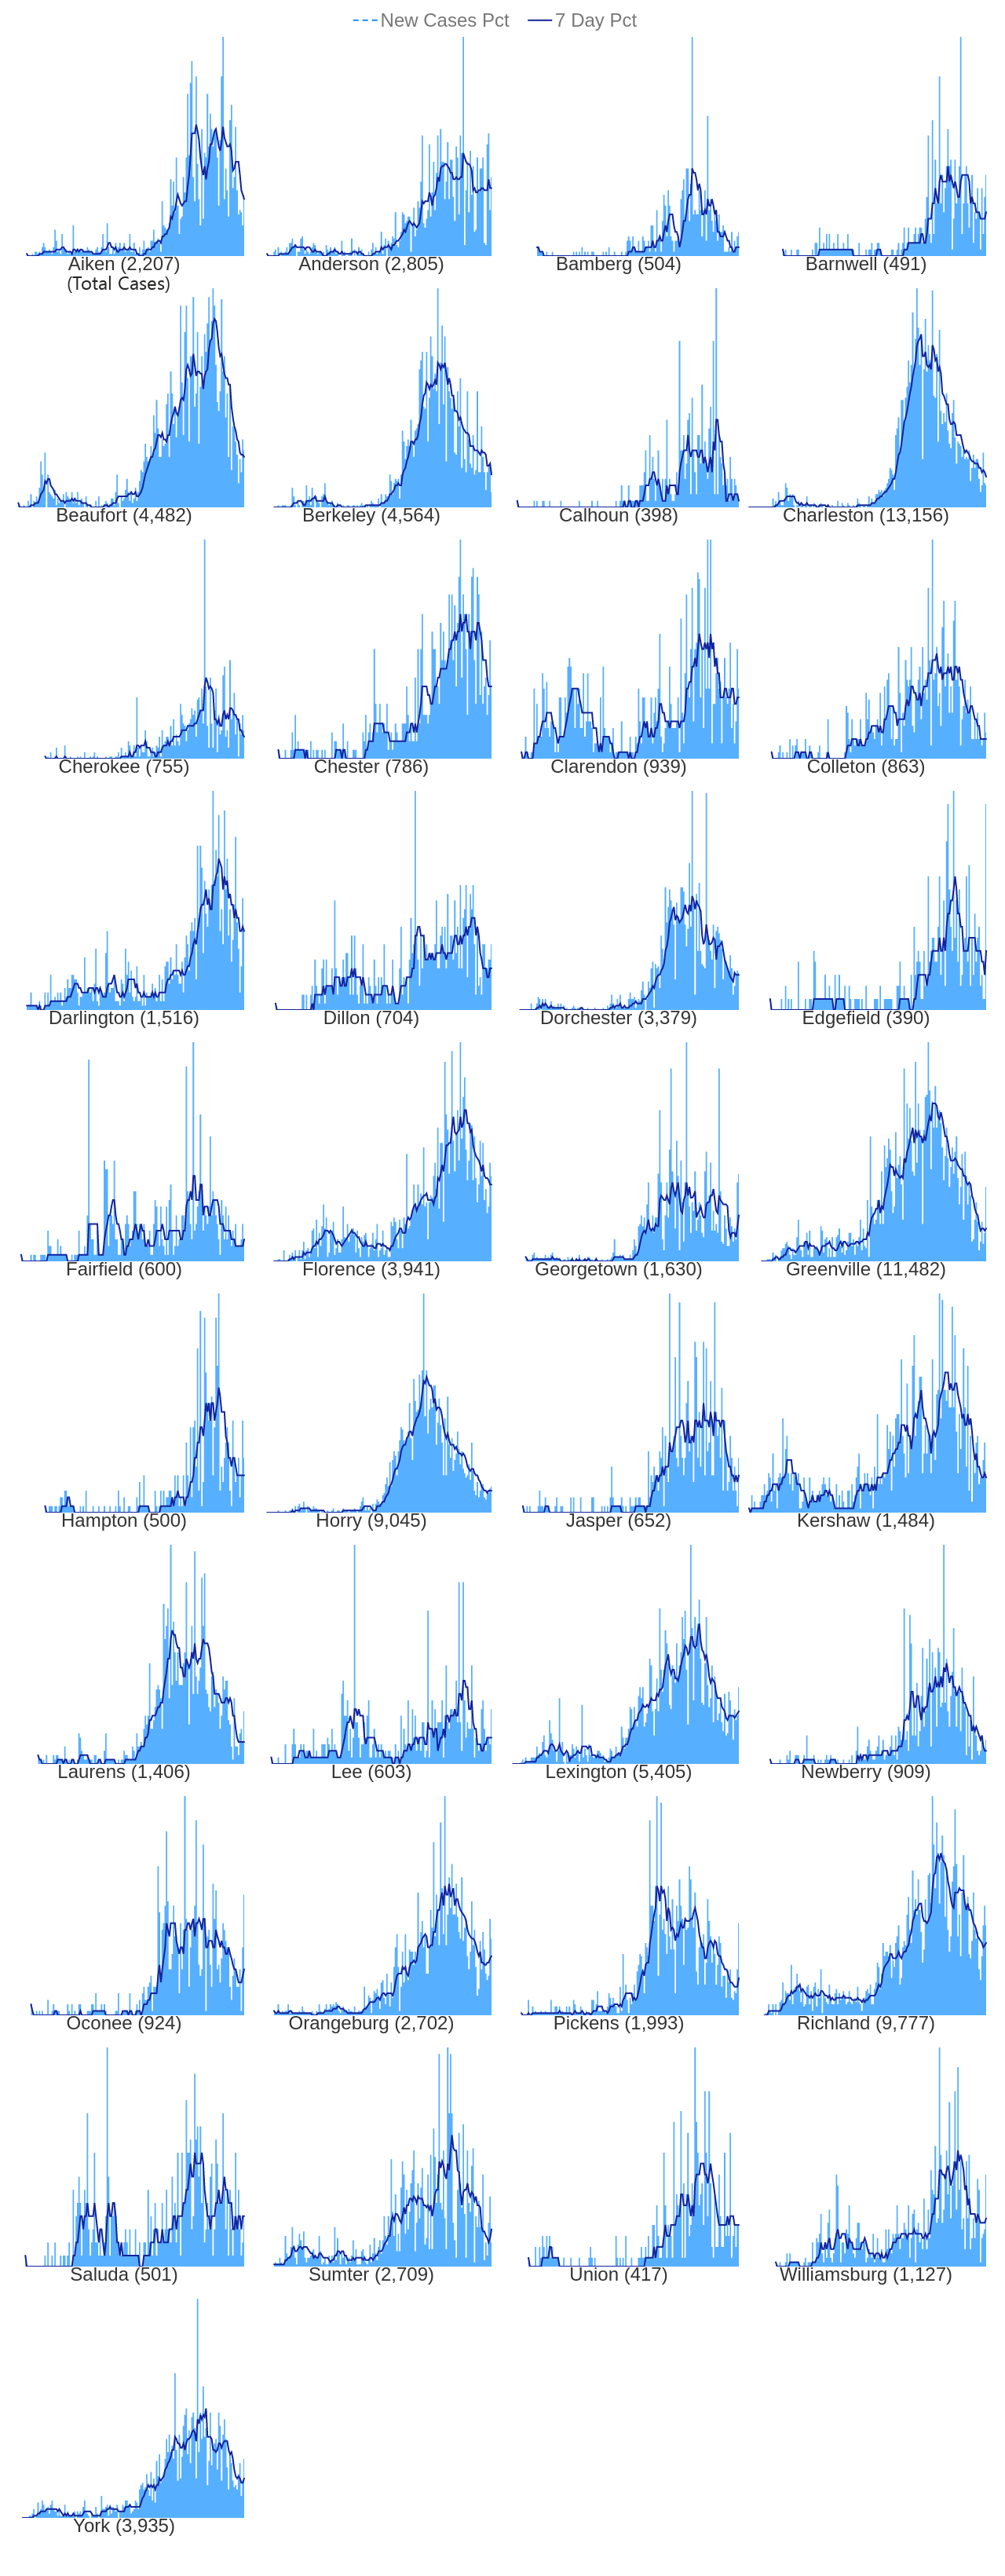 New Cases Pct 7 Day Pct
Aiken (2,207) Anderson (2,805) Bamberg (504) Barnwell (491)
(Total Cases)
Beaufort (4,482) Berkeley (4,564) Calhoun (398) Charleston (13,156)
Cherokee (755) Chester (786) Clarendon (939) Colleton (863)
Darlington (1,516) Dillon (704) Dorchester (3,379) Edgefield (390)
Fairfield (600) Florence (3,941) Georgetown (1,630) Greenville (11,482)
Hampton (500) Horry (9,045) Jasper (652) Kershaw (1,484)
Laurens (1,406) Lee (603) Lexington (5,405) Newberry (909)
Oconee (924) Orangeburg (2,702) Pickens (1,993) Richland (9,777)
Saluda (501) Sumter (2,709) Union (417) Williamsburg (1,127)
York (3,935)